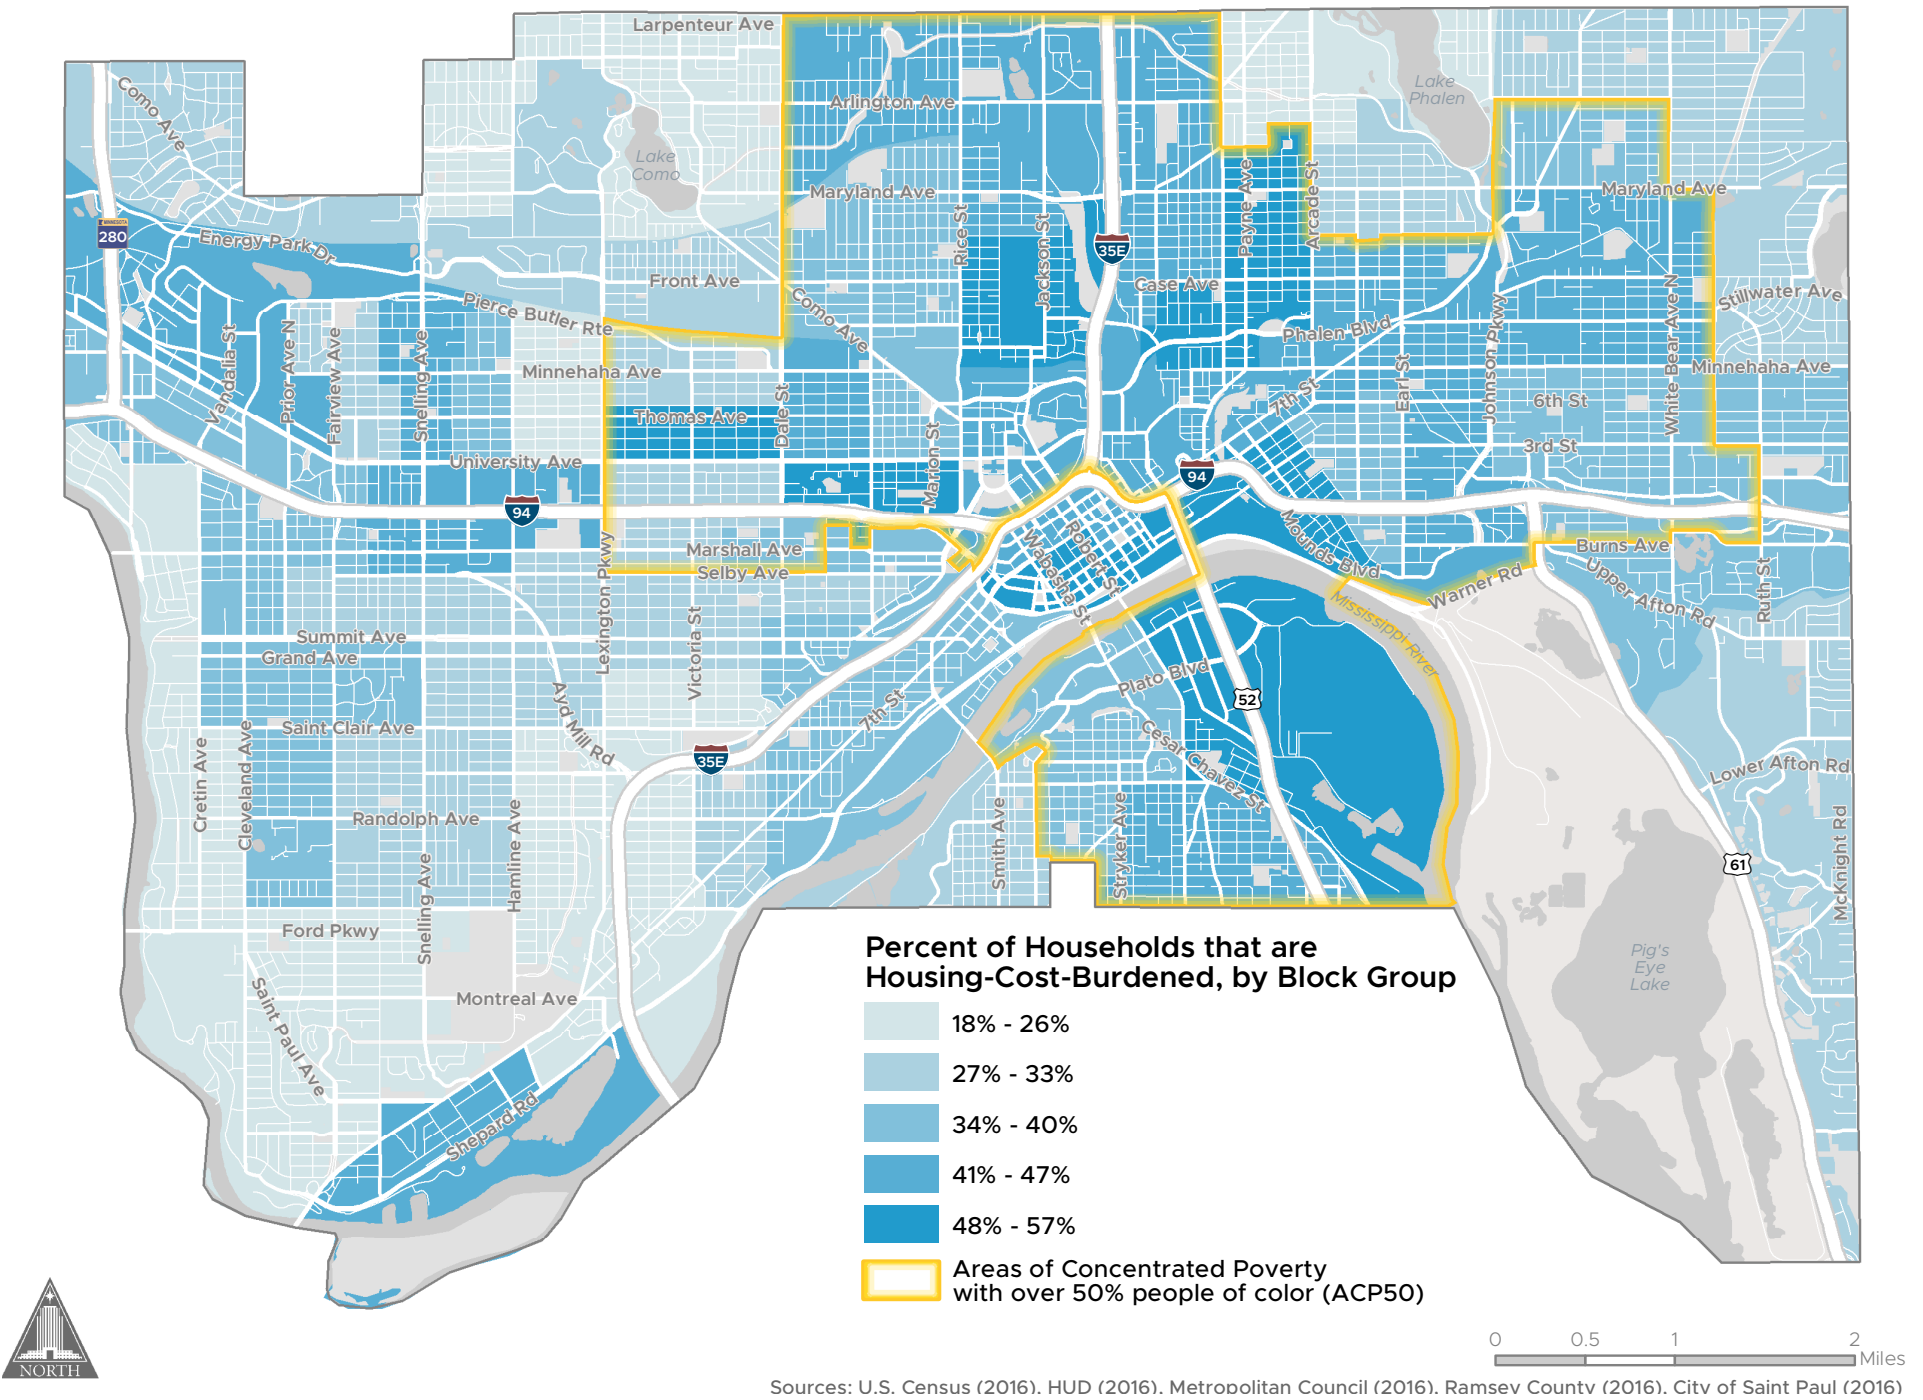 Larpenteur Ave
Como Ave
Lake
Phalen
Arlington Ave
Lake
Como
Maryland Ave
Maryland Ave
Payne Ave
Arcade St
Rice St
Jackson St
MINNESOTA
280
Energy Park Dr
35E
Front Ave
Case Ave
Pierce Butler Rte
Como Ave
Phalen Blvd
Stillwater Ave
Vandalia St
Prior Ave N
Fairview Ave
Snelling Ave
Minnehaha Ave
Dale St
Earl St
Johnson Pkwy
White Bear Ave N
Minnehaha Ave
Thomas Ave
7th St
6th St
3rd St
University Ave
Marion St
94
94
Marshall Ave
Selby Ave
Lexington Pkwy
Wabasha St
Robert St
Mounds Blvd
Burns Ave
Warner Rd
Upper Afton Rd
Ruth St
Mississippi River
Summit Ave
Grand Ave
Victoria St
Ayd Mill Rd
Plato Blvd
52
7th St
Saint Clair Ave
Cretin Ave
Cleveland Ave
35E
Cesar Chavez St
Lower Afton Rd
Randolph Ave
Hamline Ave
Snelling Ave
Smith Ave
Stryker Ave
61
McKnight Rd
Ford Pkwy
Saint Paul Ave
Montreal Ave
Shepard Rd
Pig's
Eye
Lake
Percent of Households that are
Housing-Cost-Burdened, by Block Group
18% - 26%
27% - 33%
34% - 40%
41% - 47%
48% - 57%
Areas of Concentrated Poverty
with over 50% people of color (ACP50)
NORTH
0 0.5 1 2
Miles
Sources: U.S. Census (2016), HUD (2016), Metropolitan Council (2016), Ramsey County (2016), City of Saint Paul (2016)